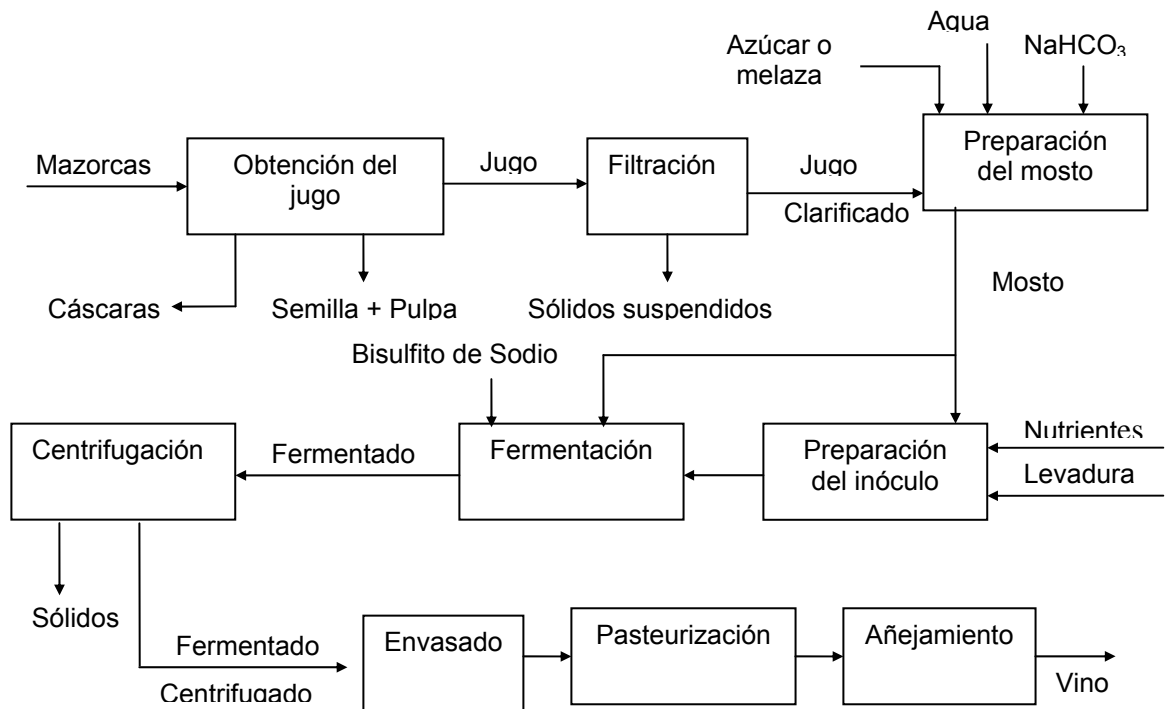 Agua
NaHCO₃
Azúcar o
melaza
Mazorcas
Obtención del
jugo
Jugo
Filtración
Jugo
Clarificado
Preparación
del mosto
Cáscaras
Semilla + Pulpa
Sólidos suspendidos
Mosto
Bisulfito de Sodio
Centrifugación
Fermentado
Fermentación
Preparación
del inóculo
Nutrientes
Levadura
Sólidos
Fermentado
Centrifugado
Envasado
Pasteurización
Añejamiento
Vino